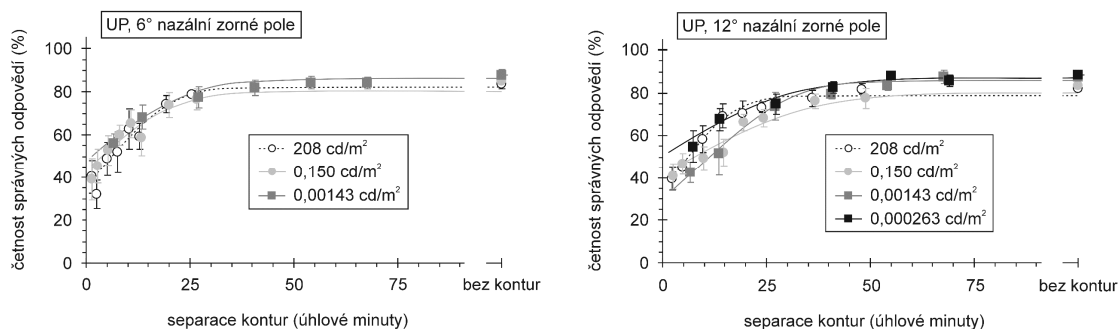 UP, 6° nazální zorné pole
četnost správných odpovědí (%)
100
80
60
40
80
0
208 cd/m²
0,150 cd/m²
0,00143 cd/m²
0
25
50
75
bez kontur
separace kontur (úhlové minuty)
UP, 12° nazální zorné pole
četnost správných odpovědí (%)
100
80
60
40
80
0
208 cd/m²
0,150 cd/m²
0,00143 cd/m²
0,000263 cd/m²
0
25
50
75
bez kontur
separace kontur (úhlové minuty)